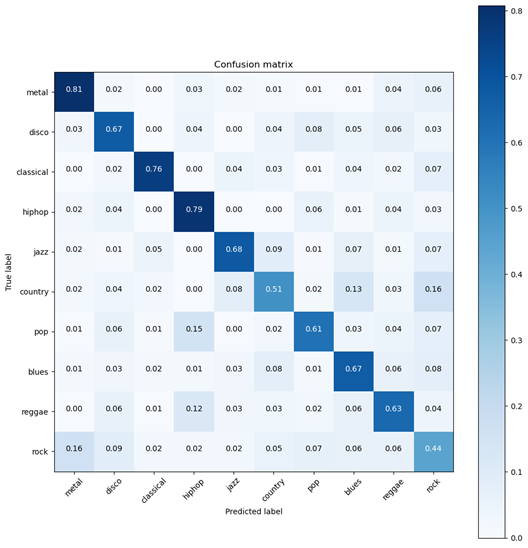 Confusion matrix
metal 0.81 0.02 0.00 0.03 0.02 0.01 0.01 0.01 0.04 0.06
disco 0.03 0.67 0.00 0.04 0.00 0.04 0.08 0.05 0.06 0.03
classical 0.00 0.02 0.76 0.00 0.04 0.03 0.01 0.04 0.02 0.07
hiphop 0.02 0.04 0.00 0.79 0.00 0.00 0.06 0.01 0.04 0.03
jazz 0.02 0.01 0.05 0.00 0.68 0.09 0.01 0.07 0.01 0.07
country 0.02 0.04 0.02 0.00 0.08 0.51 0.02 0.13 0.03 0.16
pop 0.01 0.06 0.01 0.15 0.00 0.02 0.61 0.03 0.04 0.07
blues 0.01 0.03 0.02 0.01 0.03 0.08 0.01 0.67 0.06 0.08
reggae 0.00 0.06 0.01 0.12 0.03 0.03 0.02 0.06 0.63 0.04
rock 0.16 0.09 0.02 0.02 0.02 0.05 0.07 0.06 0.06 0.44
metal disco classical hiphop jazz country pop blues reggae rock
Predicted label
True label
0.8
0.7
0.6
0.5
0.4
0.3
0.2
0.1
0.0